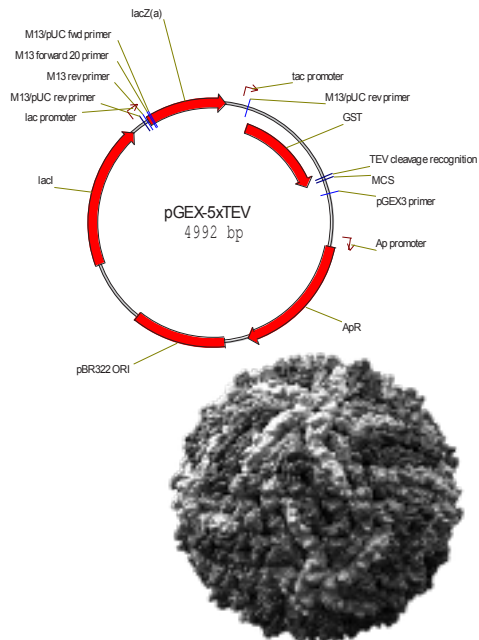 lacZ(a)
M13/pUC fwd primer
M13 forward 20 primer
M13 rev primer
M13/pUC rev primer
lac promoter
lacI
tac promoter
M13/pUC rev primer
GST
TEV cleavage recognition
MCS
pGEX3 primer
Ap promoter
pGEX-5xTEV
4992 bp
ApR
pBR322 ORI